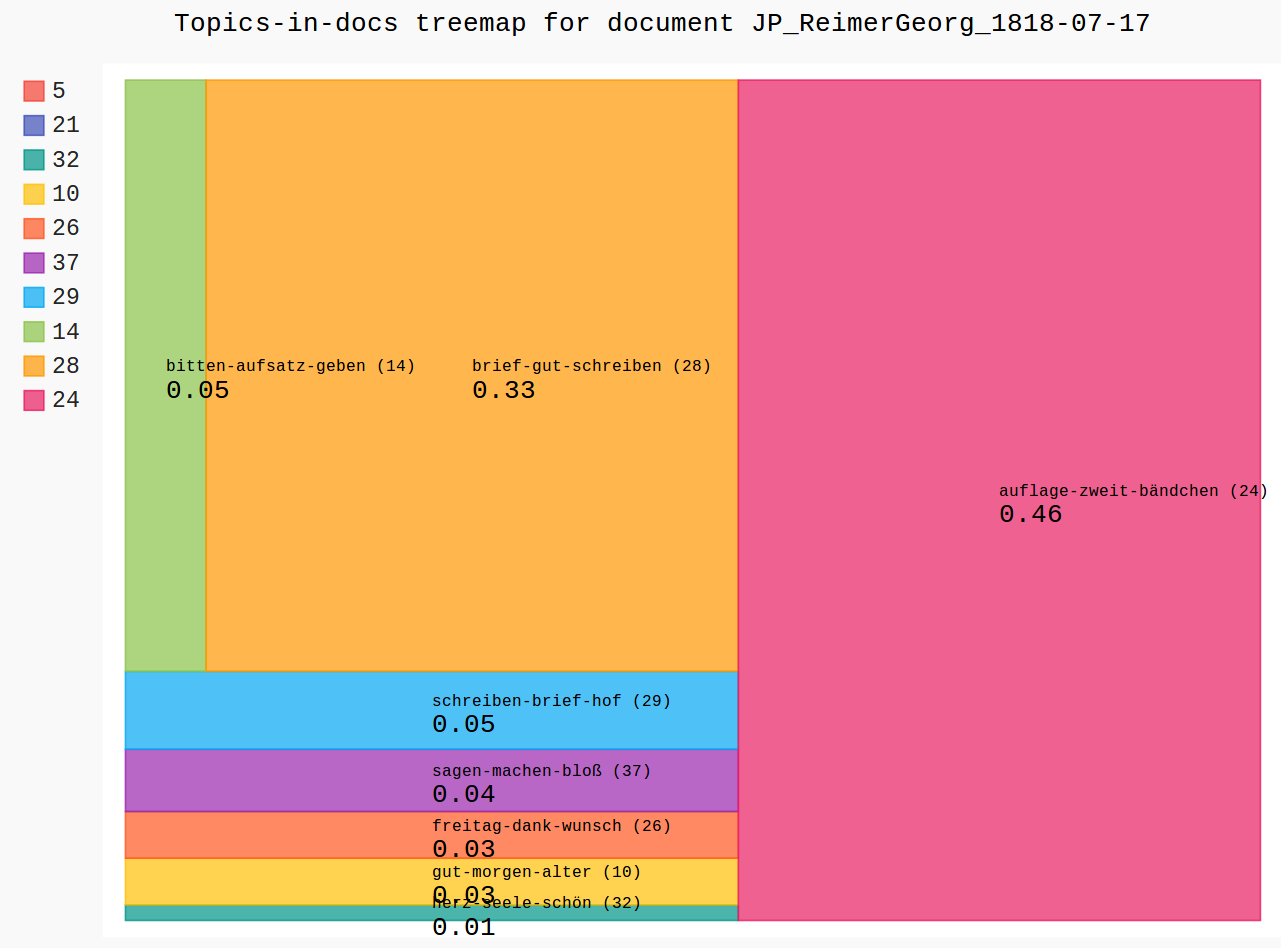 Topics-in-docs treemap for document JP_ReimerGeorg_1818-07-17
5
21
32
10
26
37
29
14
28
24
bitten-aufsatz-geben (14)
0.05
brief-gut-schreiben (28)
0.33
auflage-zweit-bändchen (24)
0.46
schreiben-brief-hof (29)
0.05
sagen-machen-bloß (37)
0.04
freitag-dank-wunsch (26)
0.03
gut-morgen-alter (10)
0.03
herz-seele-schön (32)
0.01